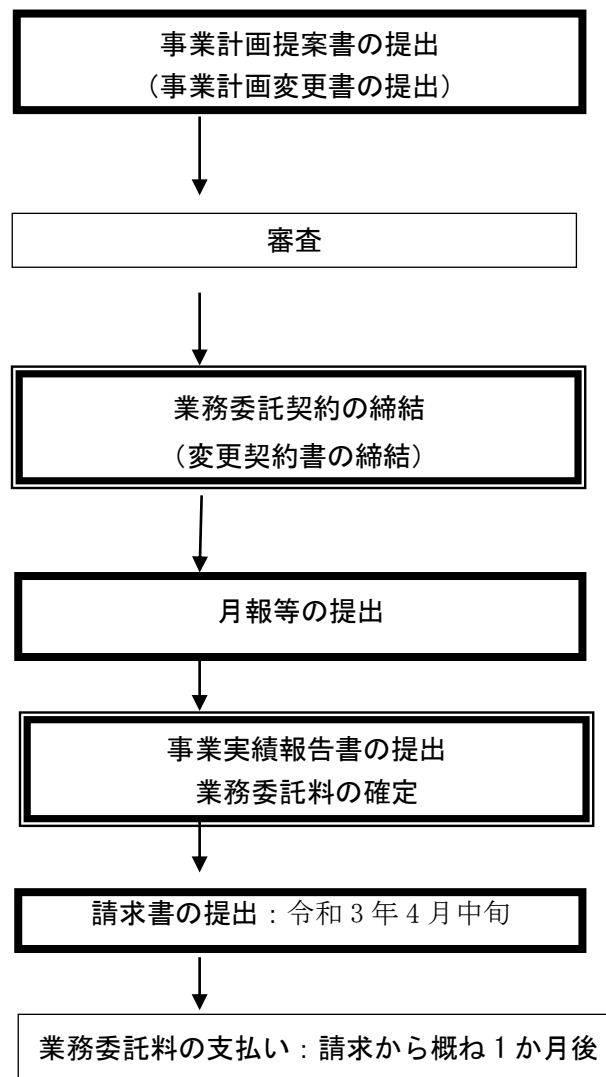 事業計画提案書の提出
（事業計画変更書の提出）
審査
業務委託契約の締結
（変更契約書の締結）
月報等の提出
事業実績報告書の提出
業務委託料の確定
請求書の提出：令和３年４月中旬
業務委託料の支払い：請求から概ね１か月後